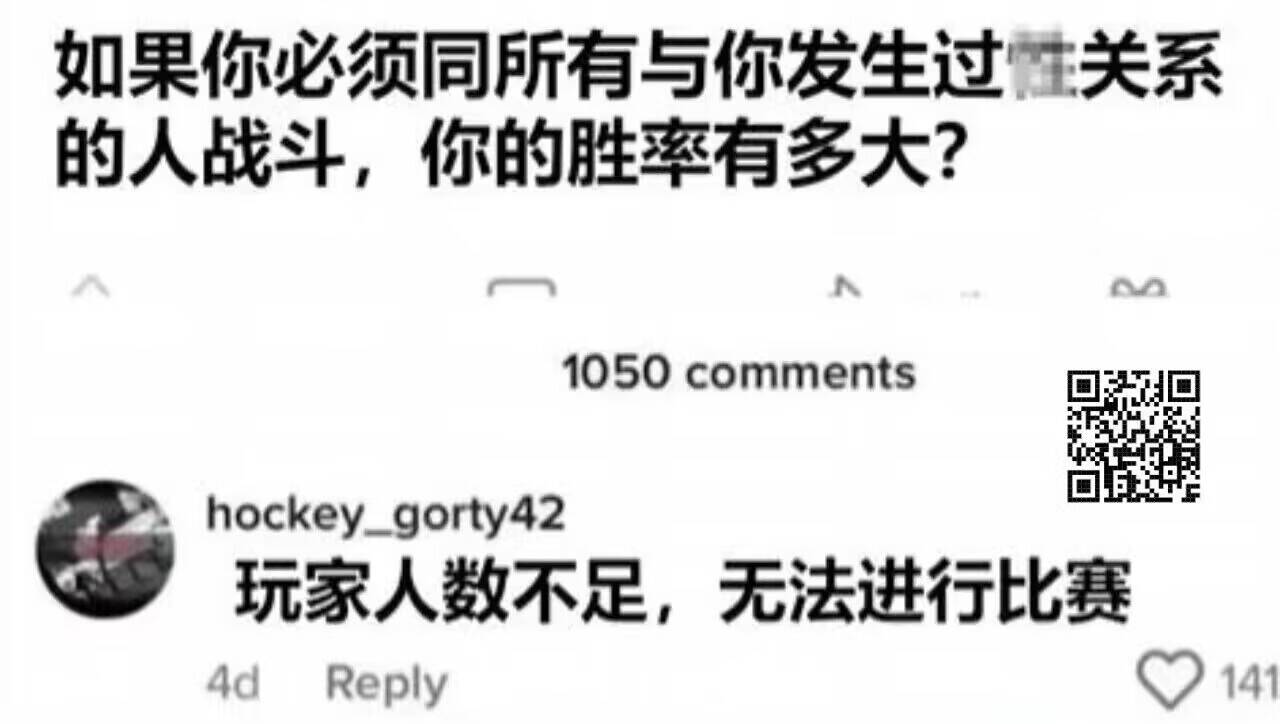 如果你必须同所有与你发生过性关系
的人战斗，你的胜率有多大？
1050 comments
hockey_gorty42
玩家人数不足，无法进行比赛
4d Reply 141